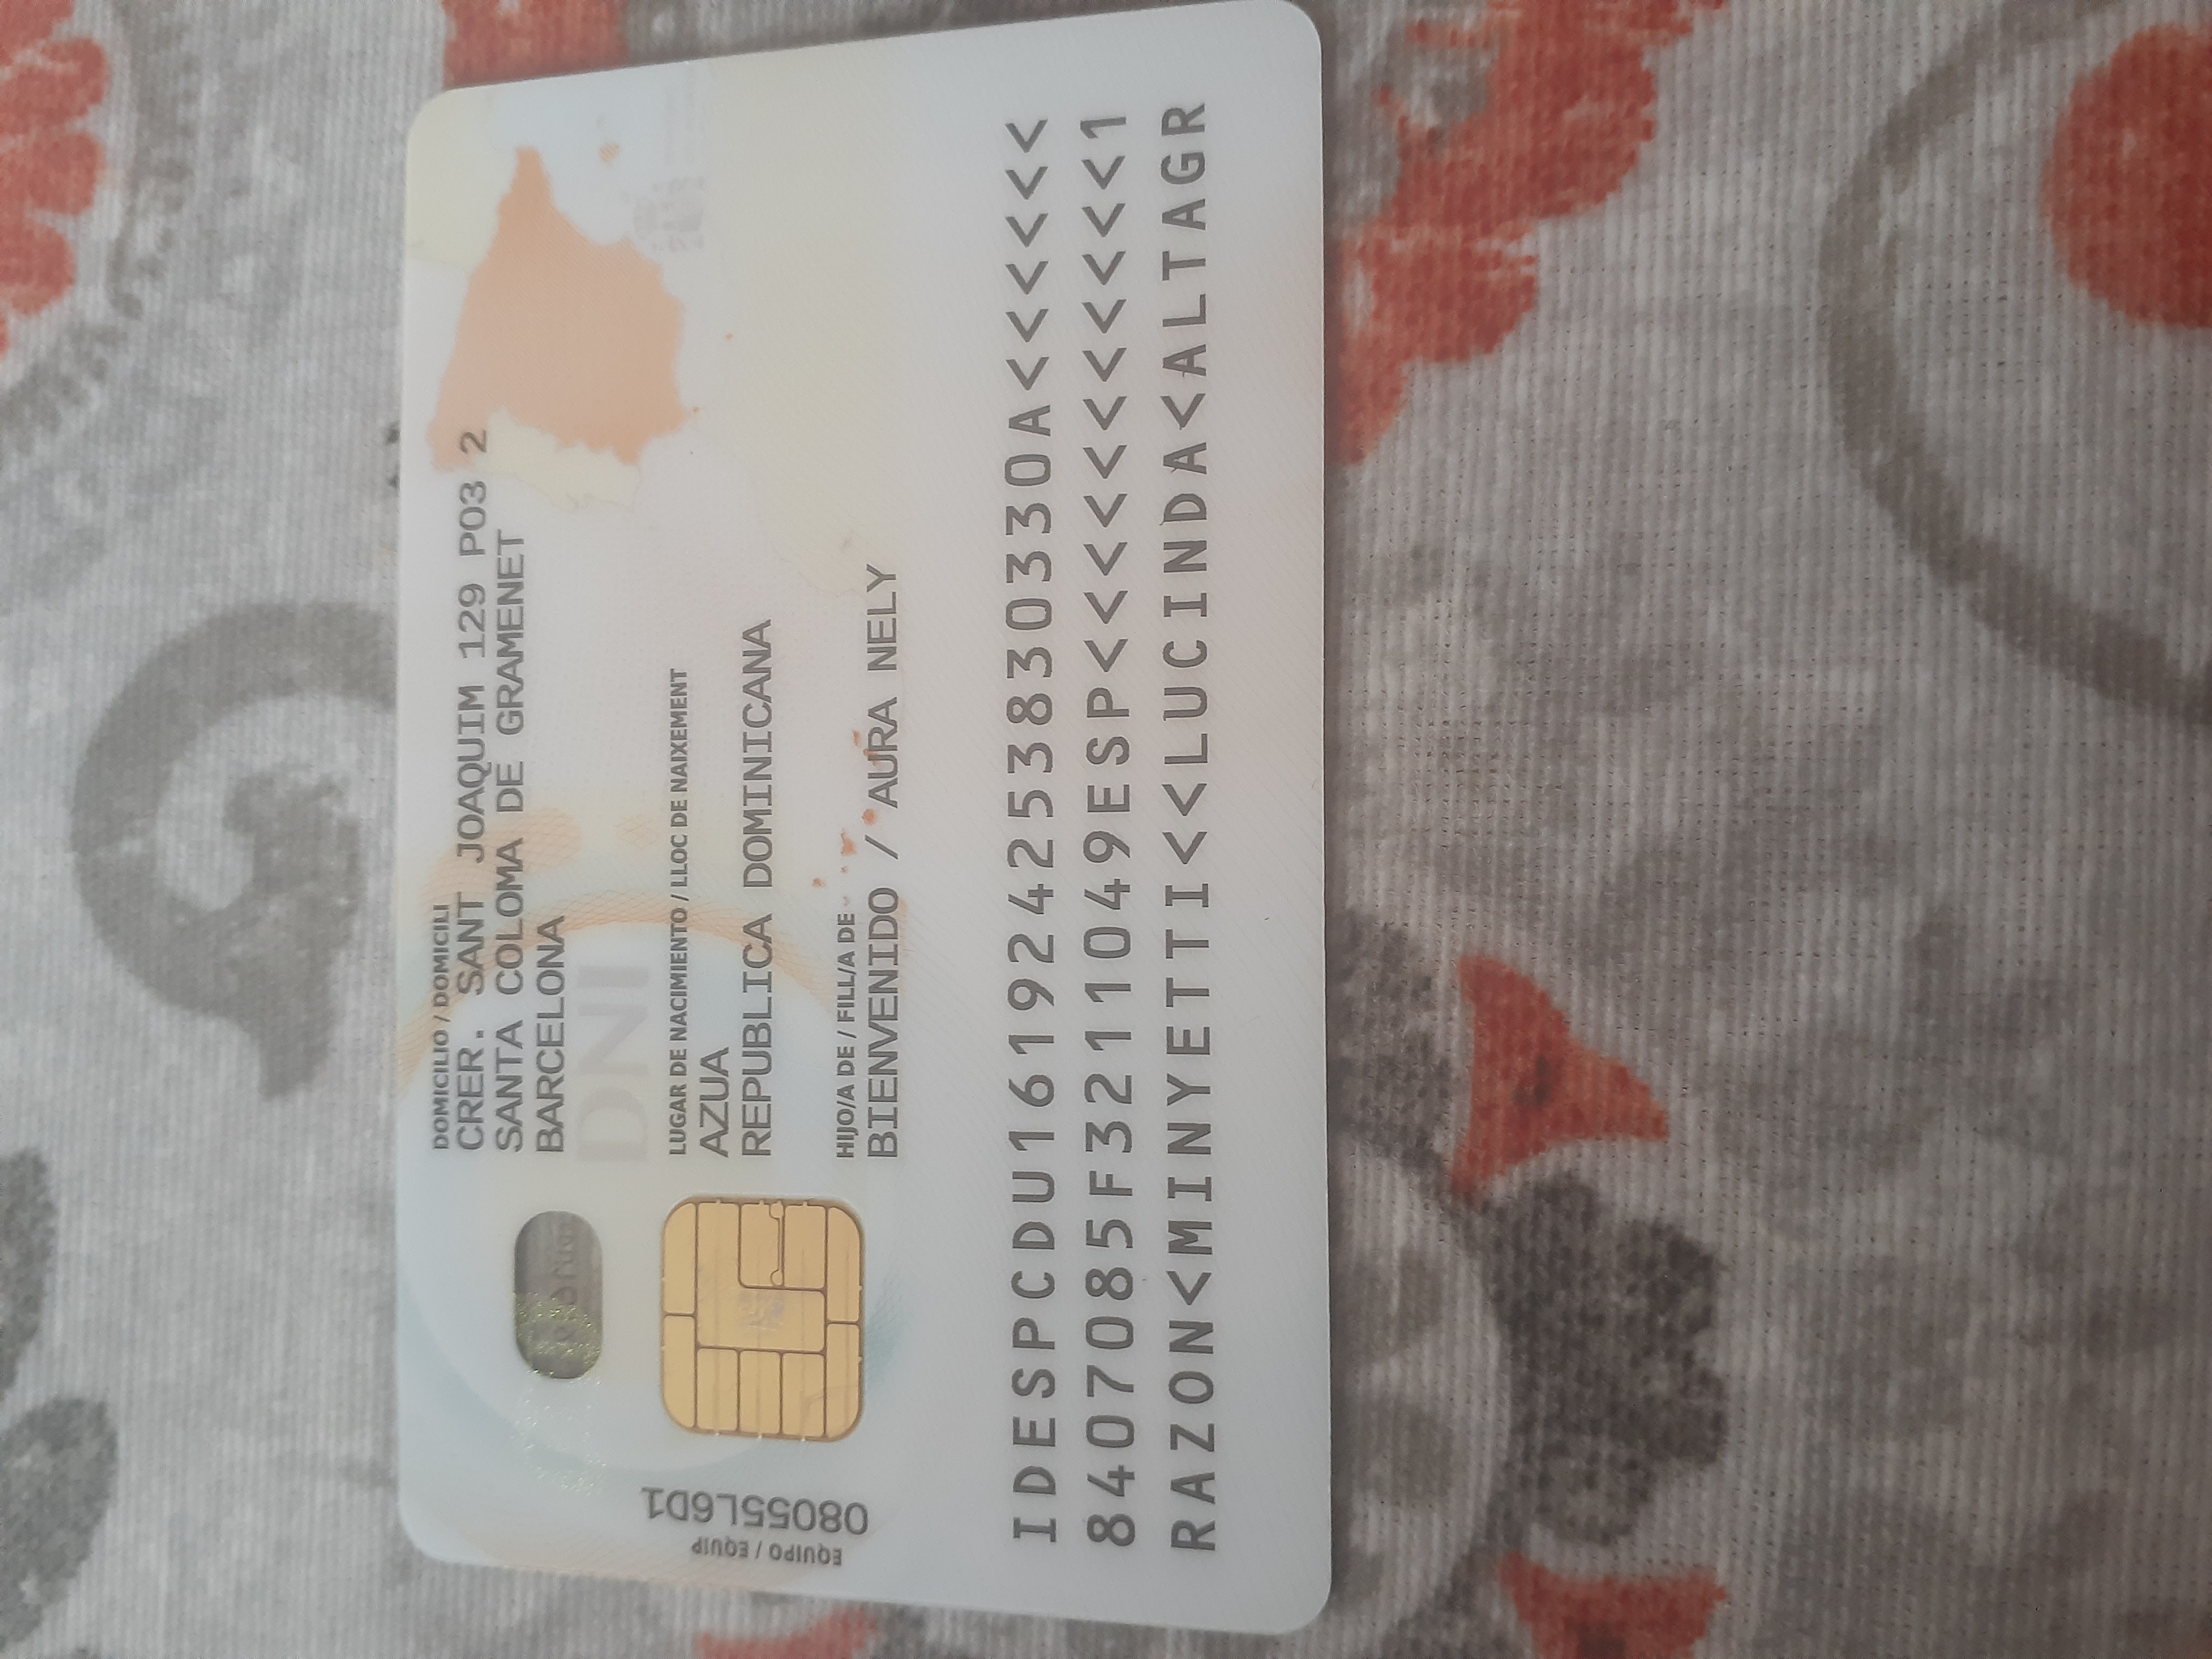 DOMICILIO / DOMICILI
CRER. SANT JOAQUIM 129 P03 2
SANTA COLOMA DE GRAMENET
BARCELONA
DNI
LUGAR DE NACIMIENTO / LLOC DE NAIXEMENT
AZUA
REPUBLICA DOMINICANA
HIJO/A DE / FILL/A DE
BIENVENIDO / AURA NELY
EQUIPO / EQUIP
08055L6D1
IDESPCDU161924253830330A<<<<<<
8407085F3211049ESP<<<<<<<<<<<1
RAZON<MINYETTI<<LUCINDA<ALTAGR